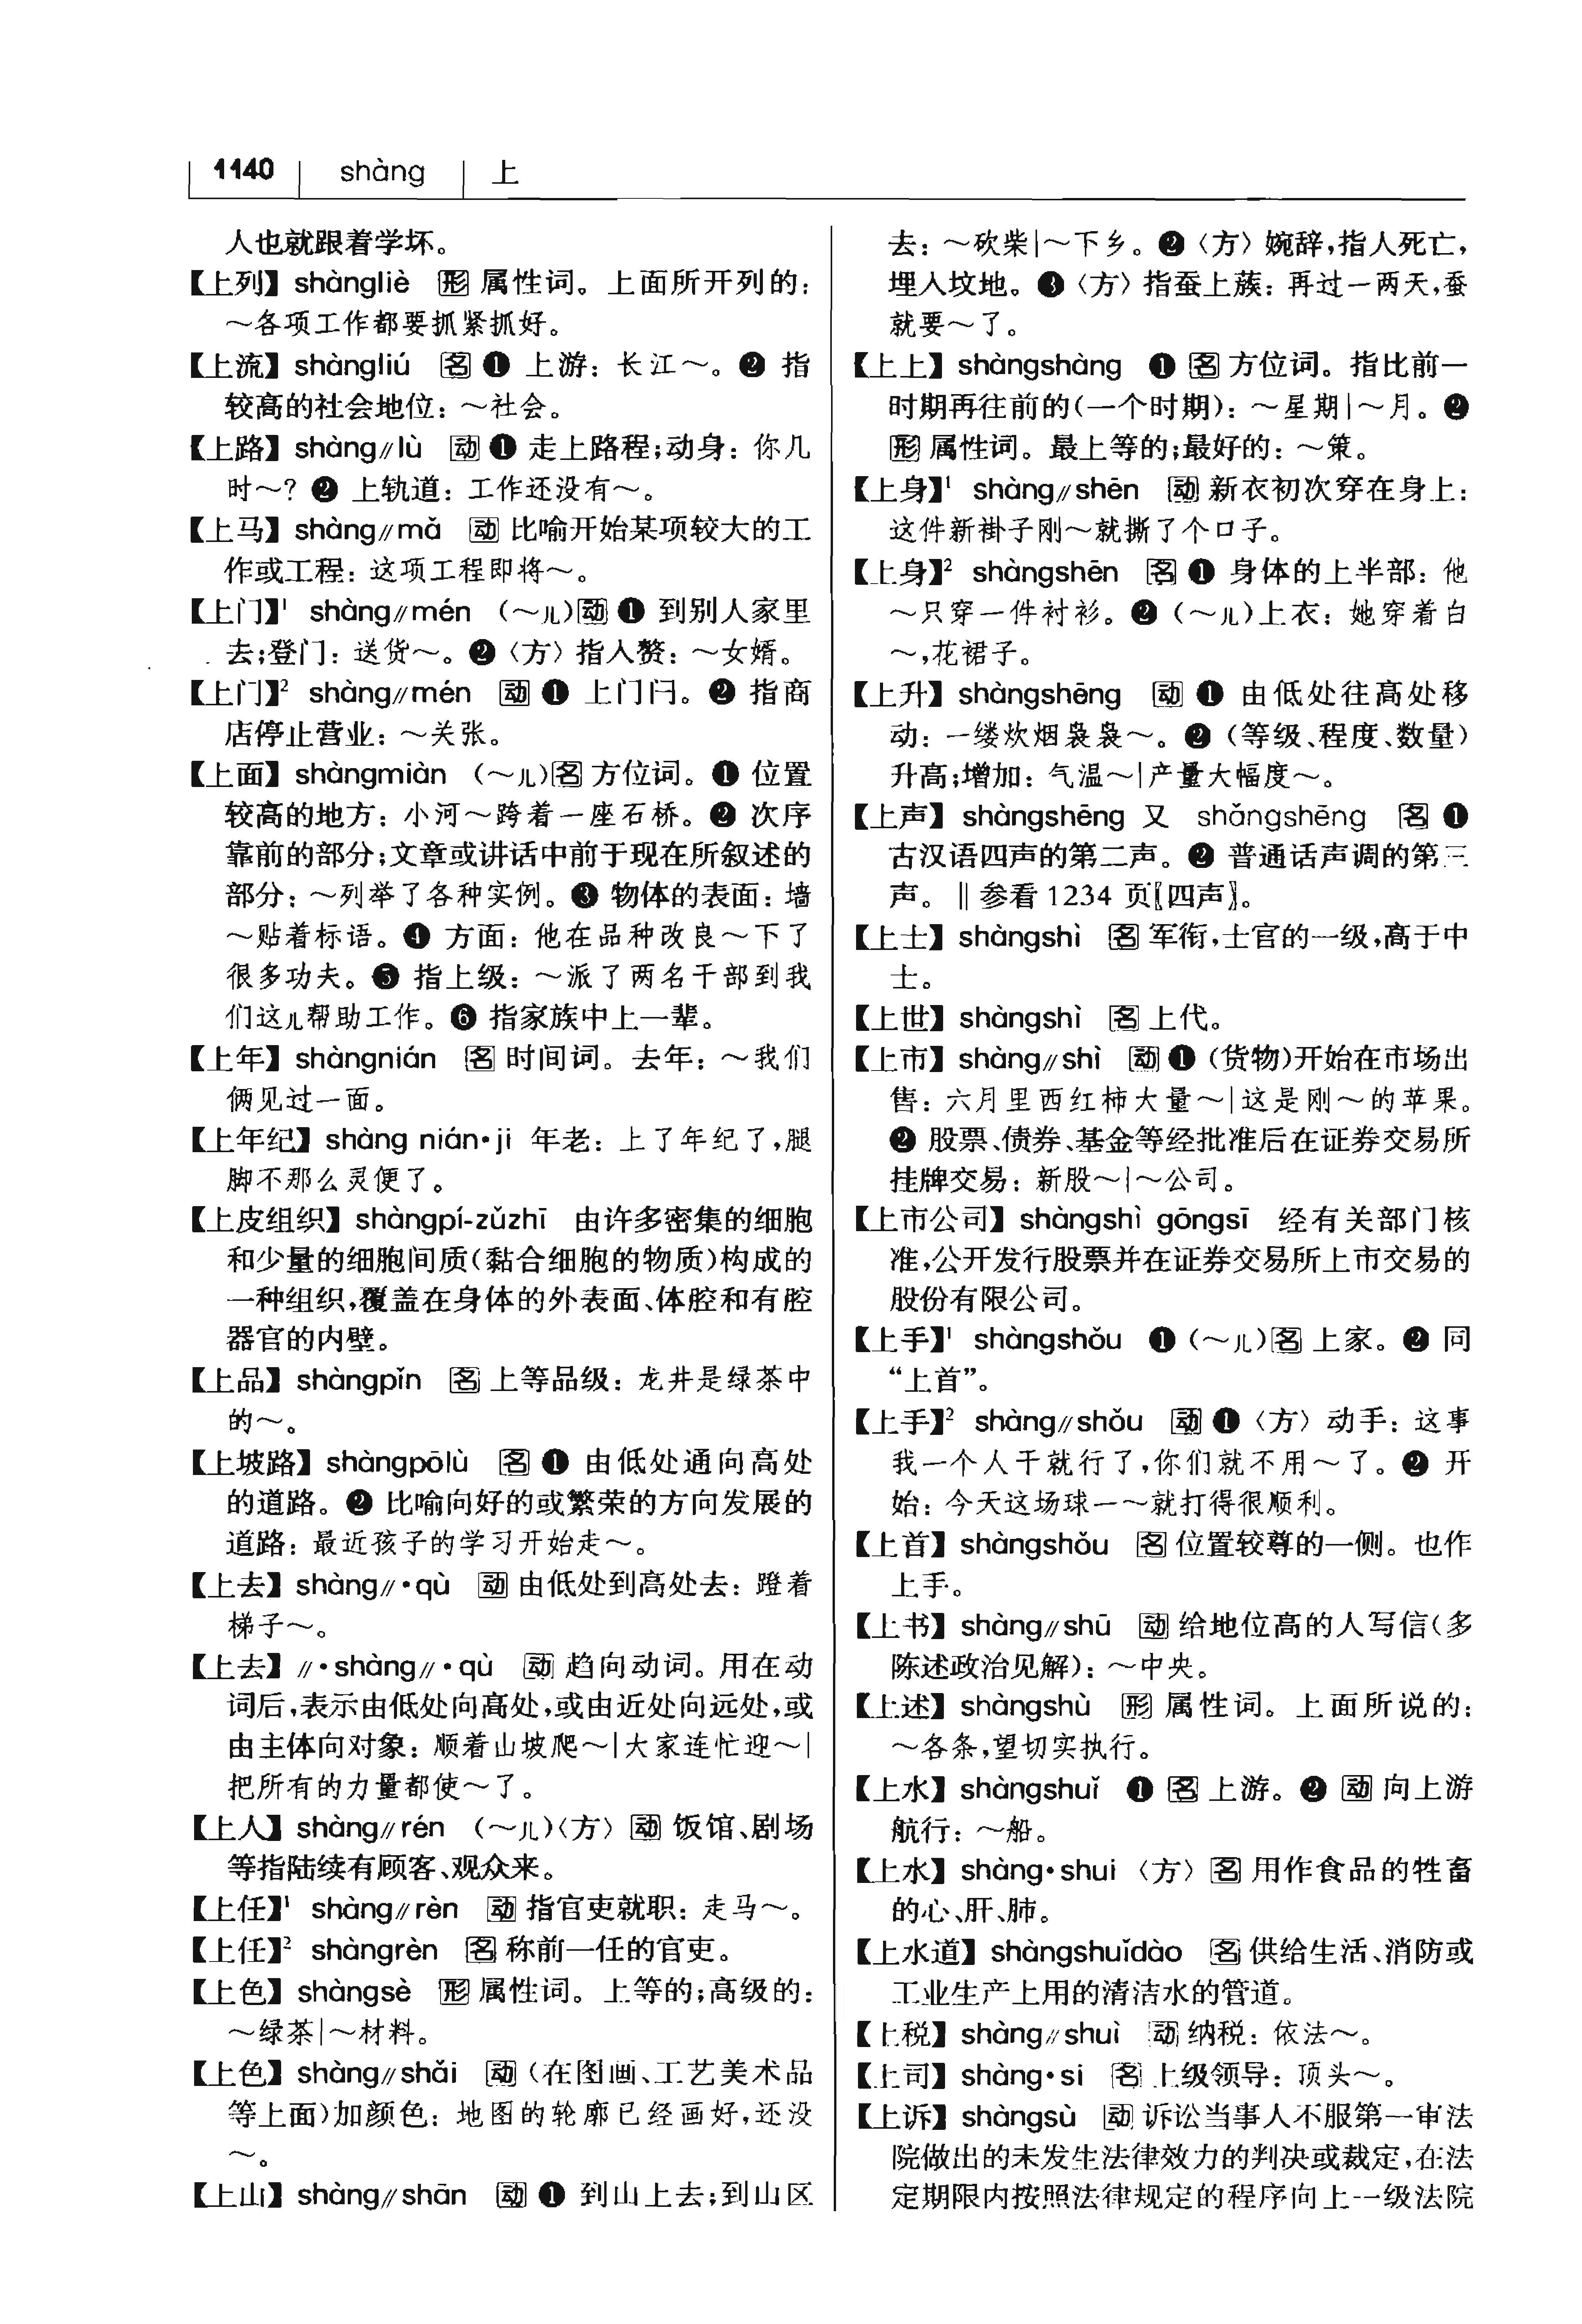 1140 shàng 上
人也就跟着学坏。
【上列】 shàngliè 形 属性词。上面所开列的：
～各项工作都要抓紧抓好。
【上流】 shàngliú 名 ❶ 上游：长江～。❷ 指
较高的社会地位：～社会。
【上路】 shàng∥lù 动 ❶ 走上路程；动身：你几
时～？❷ 上轨道：工作还没有～。
【上马】 shàng∥mǎ 动 比喻开始某项较大的工
作或工程：这项工程即将～。
【上门】¹ shàng∥mén （～儿）动 ❶ 到别人家里
去；登门：送货～。❷〈方〉指入赘：～女婿。
【上门】² shàng∥mén 动 ❶ 上门闩。❷ 指商
店停止营业：～关张。
【上面】 shàngmiàn （～儿）名 方位词。❶ 位置
较高的地方：小河～跨着一座石桥。❷ 次序
靠前的部分；文章或讲话中前于现在所叙述的
部分：～列举了各种实例。❸ 物体的表面：墙
～贴着标语。❹ 方面：他在品种改良～下了
很多功夫。❺ 指上级：～派了两名干部到我
们这儿帮助工作。❻ 指家族中上一辈。
【上年】 shàngnián 名 时间词。去年：～我们
俩见过一面。
【上年纪】 shàng nián·ji 年老：上了年纪了，腿
脚不那么灵便了。
【上皮组织】 shàngpí-zǔzhī 由许多密集的细胞
和少量的细胞间质（黏合细胞的物质）构成的
一种组织，覆盖在身体的外表面、体腔和有腔
器官的内壁。
【上品】 shàngpǐn 名 上等品级：龙井是绿茶中
的～。
【上坡路】 shàngpōlù 名 ❶ 由低处通向高处
的道路。❷ 比喻向好的或繁荣的方向发展的
道路：最近孩子的学习开始走～。
【上去】 shàng∥·qù 动 由低处到高处去：蹬着
梯子～。
【上去】 ∥·shàng∥·qù 动 趋向动词。用在动
词后，表示由低处向高处，或由近处向远处，或
由主体向对象：顺着山坡爬～｜大家连忙迎～｜
把所有的力量都使～了。
【上人】 shàng∥rén （～儿）〈方〉 动 饭馆、剧场
等指陆续有顾客、观众来。
【上任】¹ shàng∥rèn 动 指官吏就职：走马～。
【上任】² shàngrèn 名 称前一任的官吏。
【上色】 shàngsè 形 属性词。上等的；高级的：
～绿茶｜～材料。
【上色】 shàng∥shǎi 动 （在图画、工艺美术品
等上面）加颜色：地图的轮廓已经画好，还没
～。
【上山】 shàng∥shān 动 ❶ 到山上去；到山区
去：～砍柴｜～下乡。❷〈方〉婉辞，指人死亡，
埋入坟地。❸〈方〉指蚕上蔟：再过一两天，蚕
就要～了。
【上上】 shàngshàng ❶ 名 方位词。指比前一
时期再往前的（一个时期）：～星期｜～月。❷
形 属性词。最上等的；最好的：～策。
【上身】¹ shàng∥shēn 动 新衣初次穿在身上：
这件新褂子刚～就撕了个口子。
【上身】² shàngshēn 名 ❶ 身体的上半部：他
～只穿一件衬衫。❷ （～儿）上衣：她穿着白
～，花裙子。
【上升】 shàngshēng 动 ❶ 由低处往高处移
动：一缕炊烟袅袅～。❷ （等级、程度、数量）
升高；增加：气温～｜产量大幅度～。
【上声】 shàngshēng 又 shǎngshēng 名 ❶
古汉语四声的第二声。❷ 普通话声调的第三
声。‖参看 1234 页〖四声〗。
【上士】 shàngshì 名 军衔，士官的一级，高于中
士。
【上世】 shàngshì 名 上代。
【上市】 shàng∥shì 动 ❶ （货物）开始在市场出
售：六月里西红柿大量～｜这是刚～的苹果。
❷ 股票、债券、基金等经批准后在证券交易所
挂牌交易：新股～｜～公司。
【上市公司】 shàngshì gōngsī 经有关部门核
准，公开发行股票并在证券交易所上市交易的
股份有限公司。
【上手】¹ shàngshǒu ❶ （～儿）名 上家。❷ 同
“上首”。
【上手】² shàng∥shǒu 动 ❶〈方〉 动手：这事
我一个人干就行了，你们就不用～了。❷ 开
始：今天这场球一～就打得很顺利。
【上首】 shàngshǒu 名 位置较尊的一侧。也作
上手。
【上书】 shàng∥shū 动 给地位高的人写信（多
陈述政治见解）：～中央。
【上述】 shàngshù 形 属性词。上面所说的：
～各条，望切实执行。
【上水】 shàngshuǐ ❶ 名 上游。❷ 动 向上游
航行：～船。
【上水】 shàng·shui 〈方〉 名 用作食品的牲畜
的心、肝、肺。
【上水道】 shàngshuǐdào 名 供给生活、消防或
工业生产上用的清洁水的管道。
【上税】 shàng∥shuì 动 纳税：依法～。
【上司】 shàng·si 名 上级领导：顶头～。
【上诉】 shàngsù 动 诉讼当事人不服第一审法
院做出的未发生法律效力的判决或裁定，在法
定期限内按照法律规定的程序向上一级法院